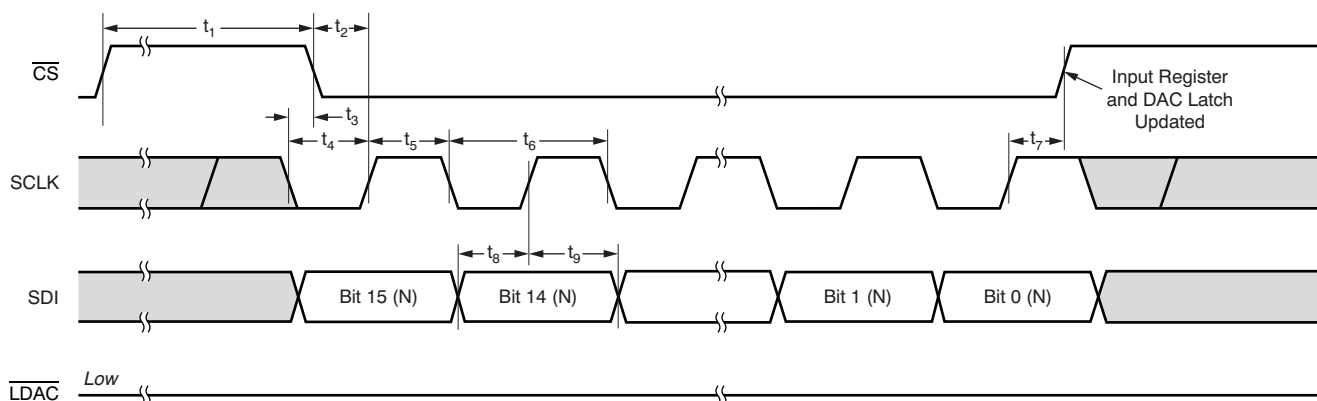 t1
t2
CS
Input Register
and DAC Latch
Updated
t3
t4
t5
t6
t7
SCLK
t8
t9
SDI
Bit 15 (N)
Bit 14 (N)
Bit 1 (N)
Bit 0 (N)
LDAC
Low